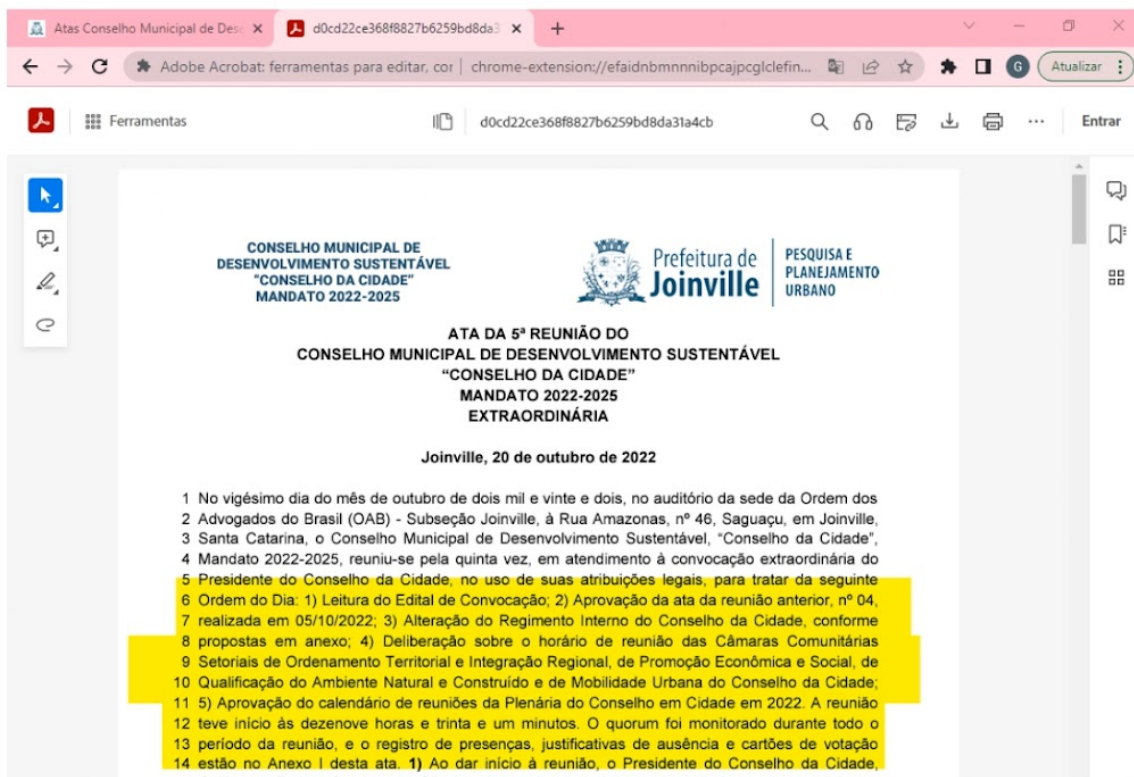 Atas Conselho Municipal de Des
d0cd22ce368f8827b6259bd8da3
Adobe Acrobat: ferramentas para editar, cor | chrome-extension://efaidnbmnnnibpcajpcglclefin...
G
Atualizar
Ferramentas
d0cd22ce368f8827b6259bd8da31a4cb
Entrar
CONSELHO MUNICIPAL DE
DESENVOLVIMENTO SUSTENTÁVEL
"CONSELHO DA CIDADE"
MANDATO 2022-2025
Prefeitura de
Joinville
PESQUISA E
PLANEJAMENTO
URBANO
ATA DA 5ª REUNIÃO DO
CONSELHO MUNICIPAL DE DESENVOLVIMENTO SUSTENTÁVEL
“CONSELHO DA CIDADE”
MANDATO 2022-2025
EXTRAORDINÁRIA
Joinville, 20 de outubro de 2022
1 No vigésimo dia do mês de outubro de dois mil e vinte e dois, no auditório da sede da Ordem dos
2 Advogados do Brasil (OAB) - Subseção Joinville, à Rua Amazonas, nº 46, Saguaçu, em Joinville,
3 Santa Catarina, o Conselho Municipal de Desenvolvimento Sustentável, “Conselho da Cidade”,
4 Mandato 2022-2025, reuniu-se pela quinta vez, em atendimento à convocação extraordinária do
5 Presidente do Conselho da Cidade, no uso de suas atribuições legais, para tratar da seguinte
6 Ordem do Dia: 1) Leitura do Edital de Convocação; 2) Aprovação da ata da reunião anterior, nº 04,
7 realizada em 05/10/2022; 3) Alteração do Regimento Interno do Conselho da Cidade, conforme
8 propostas em anexo; 4) Deliberação sobre o horário de reunião das Câmaras Comunitárias
9 Setoriais de Ordenamento Territorial e Integração Regional, de Promoção Econômica e Social, de
10 Qualificação do Ambiente Natural e Construído e de Mobilidade Urbana do Conselho da Cidade;
11 5) Aprovação do calendário de reuniões da Plenária do Conselho em Cidade em 2022. A reunião
12 teve início às dezenove horas e trinta e um minutos. O quorum foi monitorado durante todo o
13 período da reunião, e o registro de presenças, justificativas de ausência e cartões de votação
14 estão no Anexo I desta ata. 1) Ao dar início à reunião, o Presidente do Conselho da Cidade,